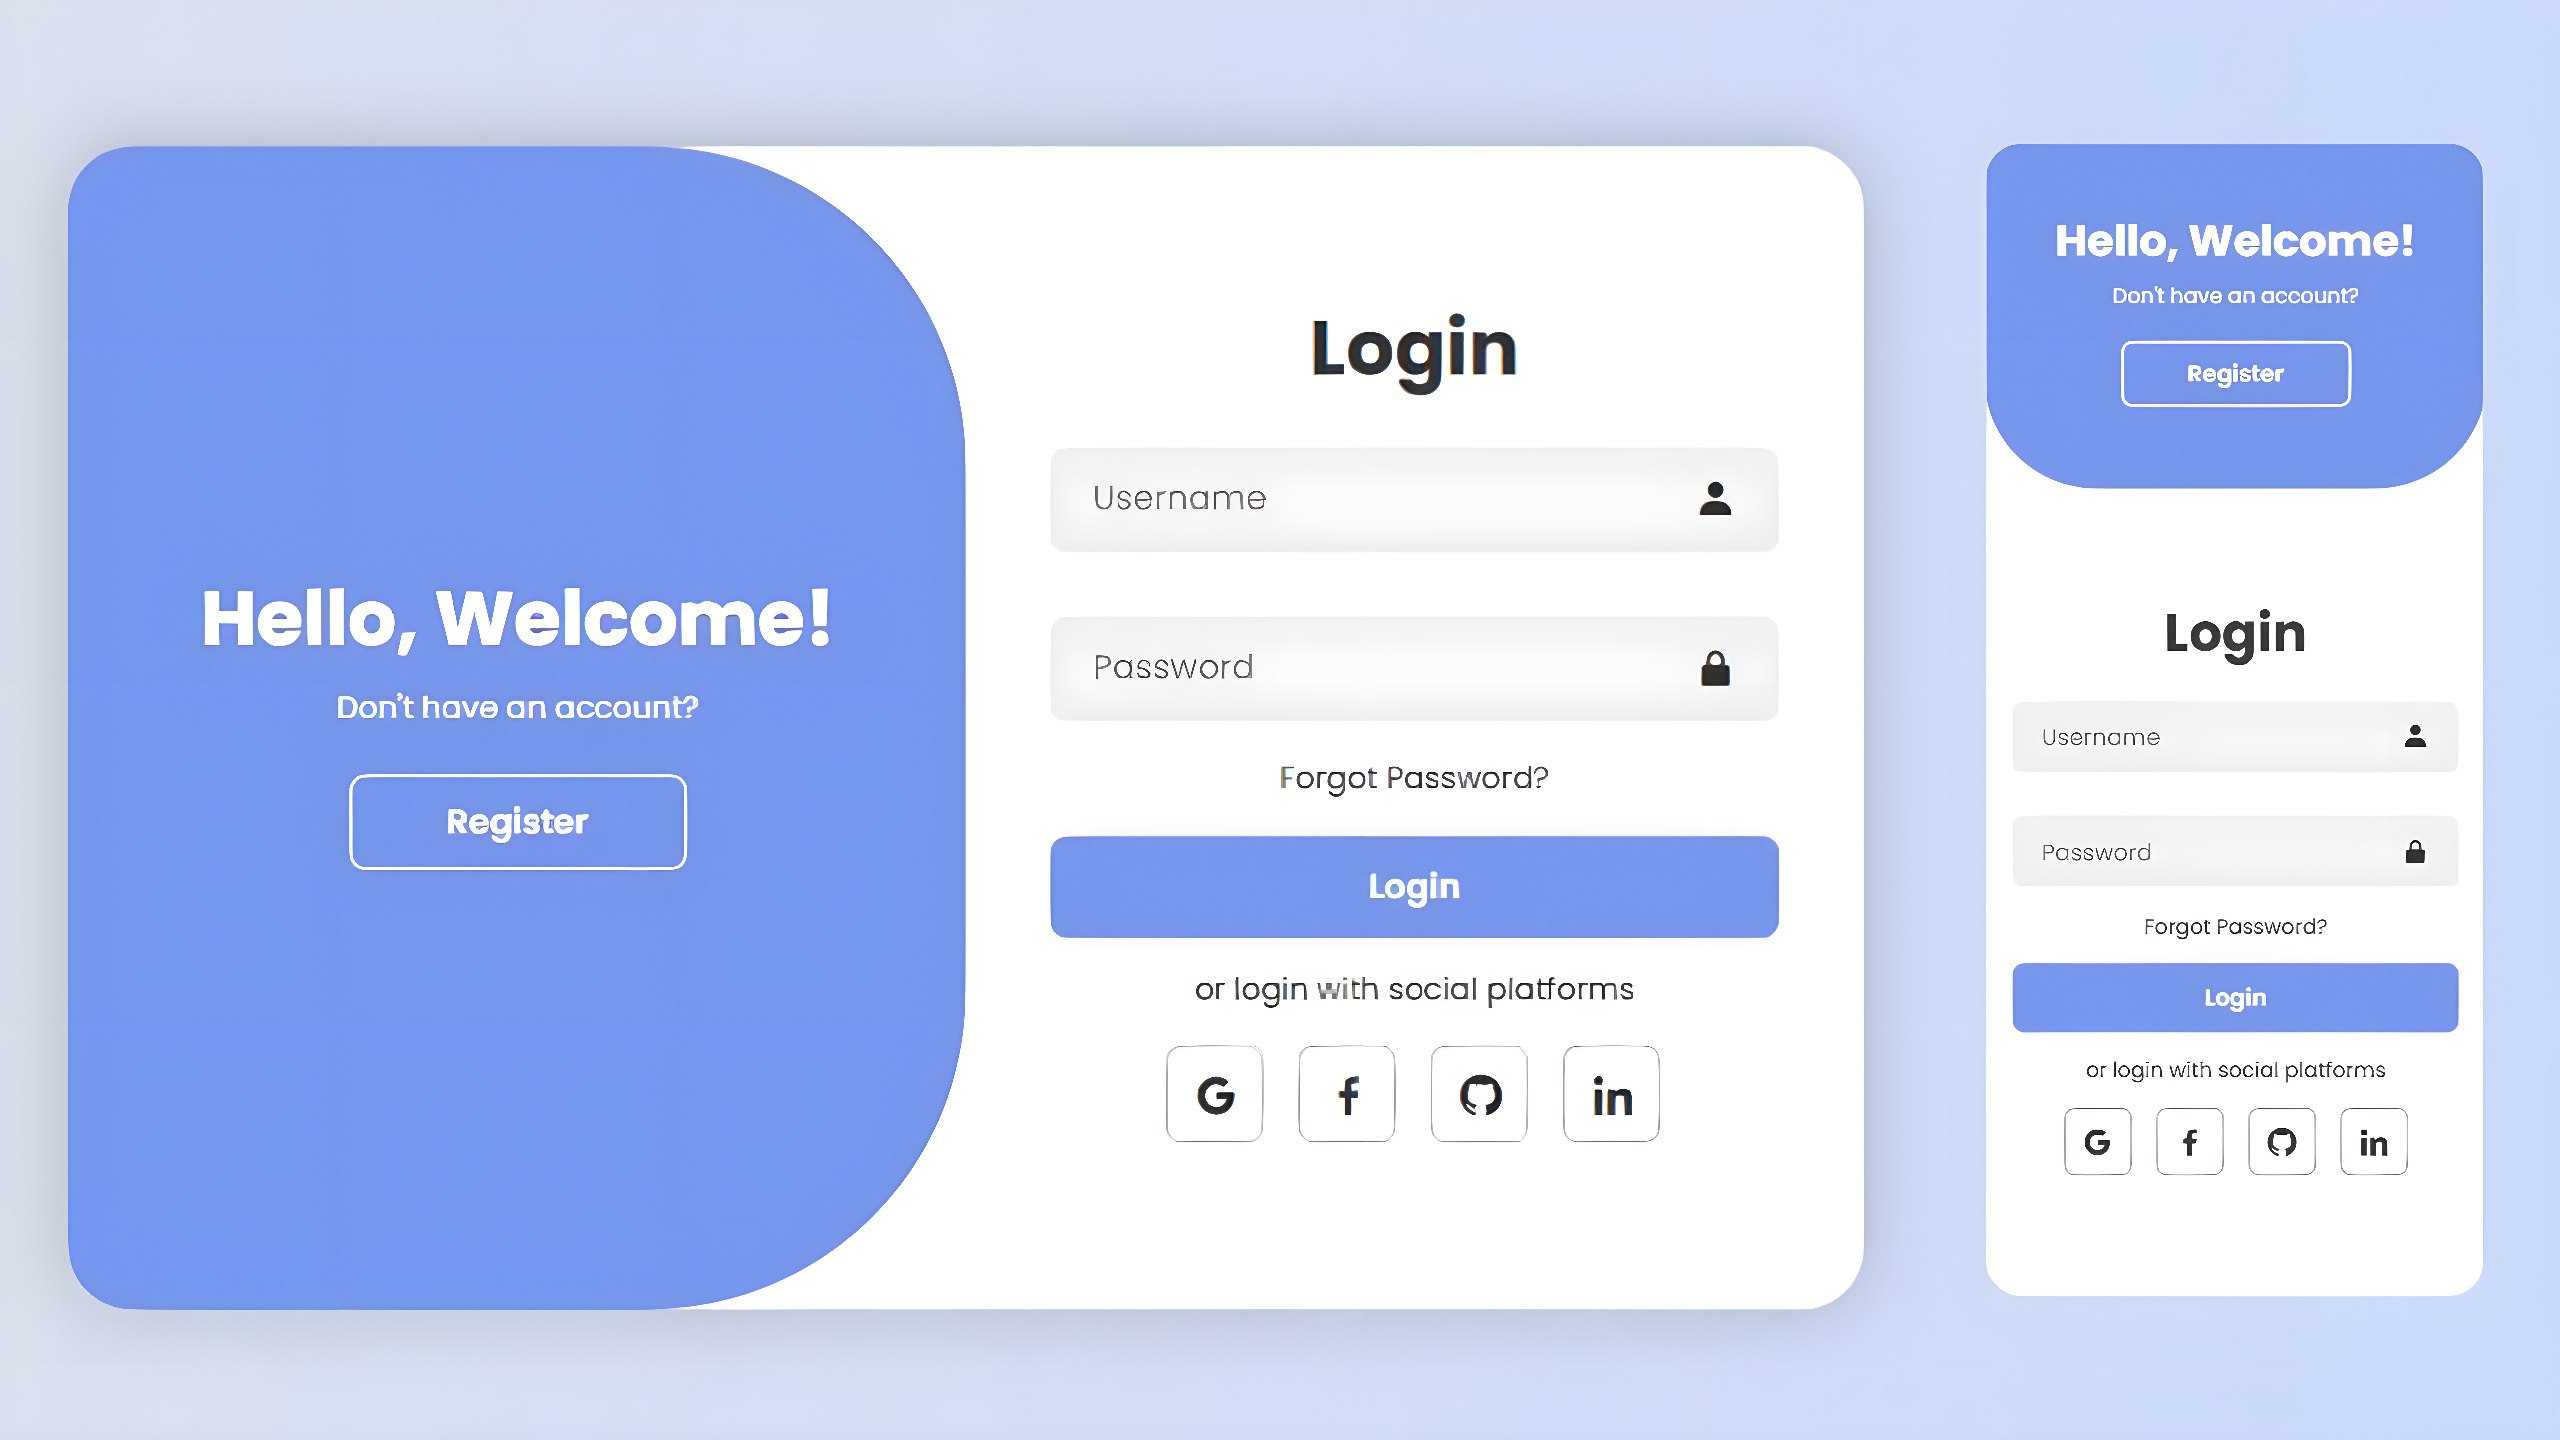 Hello, Welcome!
Don't have an account?
Register
Login
Username
Password
Forgot Password?
Login
or login with social platforms
G f in
Hello, Welcome!
Don't have an account?
Register
Login
Username
Password
Forgot Password?
Login
or login with social platforms
G f in